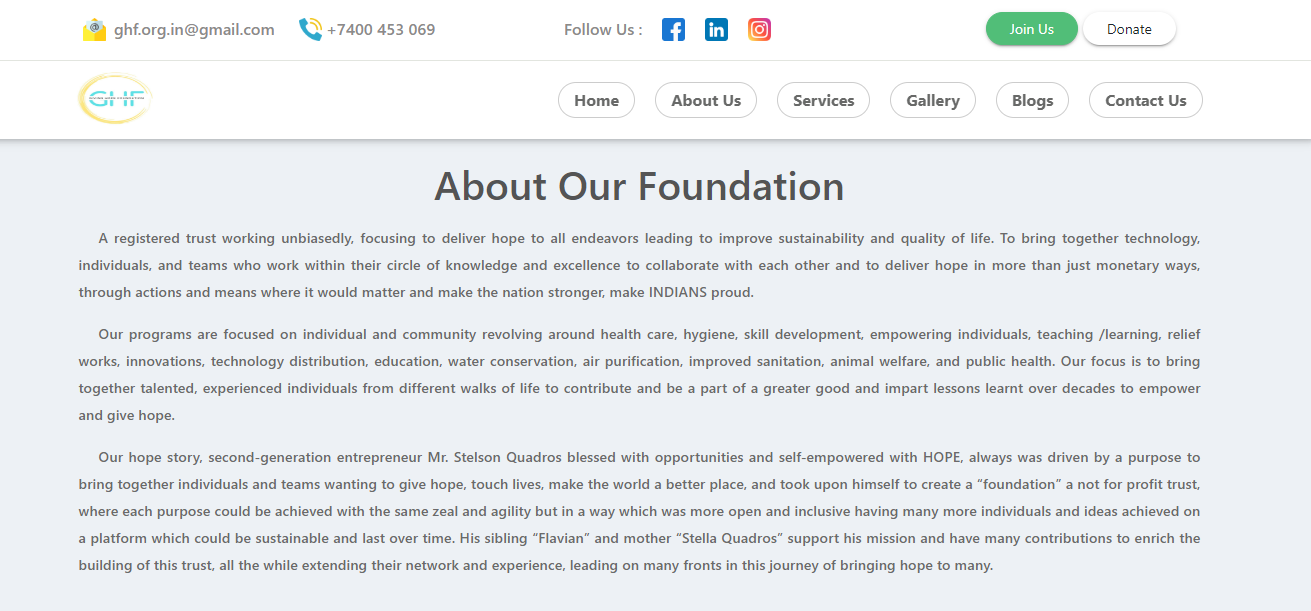 ghf.org.in@gmail.com +7400 453 069 Follow Us : Join Us Donate
GHF
Home About Us Services Gallery Blogs Contact Us
About Our Foundation
A registered trust working unbiasedly, focusing to deliver hope to all endeavors leading to improve sustainability and quality of life. To bring together technology,
individuals, and teams who work within their circle of knowledge and excellence to collaborate with each other and to deliver hope in more than just monetary ways,
through actions and means where it would matter and make the nation stronger, make INDIANS proud.
Our programs are focused on individual and community revolving around health care, hygiene, skill development, empowering individuals, teaching /learning, relief
works, innovations, technology distribution, education, water conservation, air purification, improved sanitation, animal welfare, and public health. Our focus is to bring
together talented, experienced individuals from different walks of life to contribute and be a part of a greater good and impart lessons learnt over decades to empower
and give hope.
Our hope story, second-generation entrepreneur Mr. Stelson Quadros blessed with opportunities and self-empowered with HOPE, always was driven by a purpose to
bring together individuals and teams wanting to give hope, touch lives, make the world a better place, and took upon himself to create a “foundation” a not for profit trust,
where each purpose could be achieved with the same zeal and agility but in a way which was more open and inclusive having many more individuals and ideas achieved on
a platform which could be sustainable and last over time. His sibling “Flavian” and mother “Stella Quadros” support his mission and have many contributions to enrich the
building of this trust, all the while extending their network and experience, leading on many fronts in this journey of bringing hope to many.